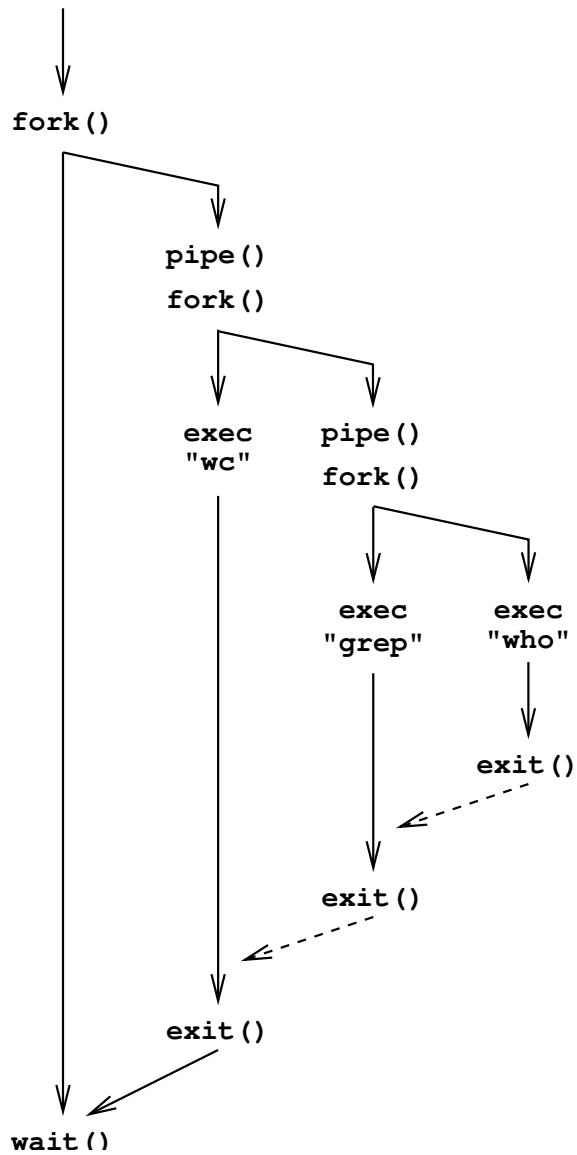 fork()
pipe()
fork()
exec
"wc"
pipe()
fork()
exec
"grep"
exec
"who"
exit()
exit()
exit()
wait()